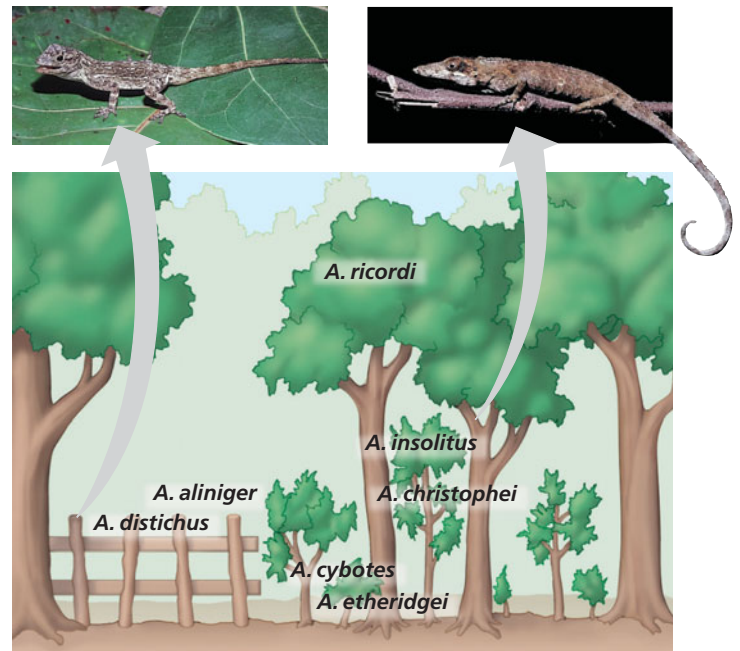 A. ricordi
A. insolitus
A. aliniger
A. christophei
A. distichus
A. cybotes
A. etheridgei